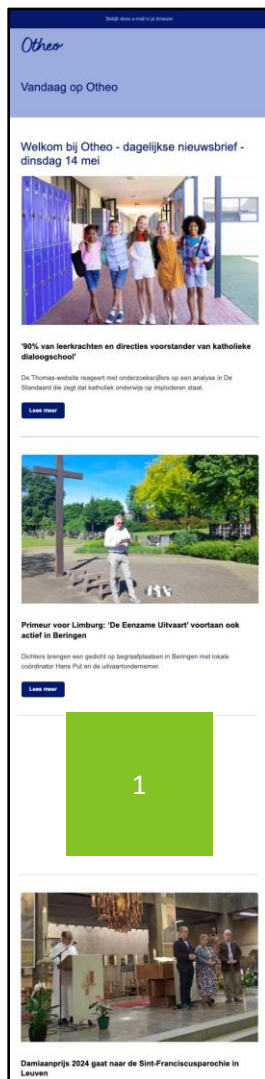 Bekijk deze e-mail in je browser
Otheo
Vandaag op Otheo
Welkom bij Otheo - dagelijkse nieuwsbrief -
dinsdag 14 mei
'90% van leerkrachten en directies voorstander van katholieke
dialoogschool'
De Thomas-website reageert met onderzoekscijfers op een analyse in De
Standaard die zegt dat katholiek onderwijs op imploderen staat.
Lees meer
Primeur voor Limburg: 'De Eenzame Uitvaart' voortaan ook
actief in Beringen
Dichters brengen een gedicht op begraafplaatsen in Beringen met lokale
coördinator Hans Put en de uitvaartondernemer.
Lees meer
1
Damiaanprijs 2024 gaat naar de Sint-Franciscusparochie in
Leuven